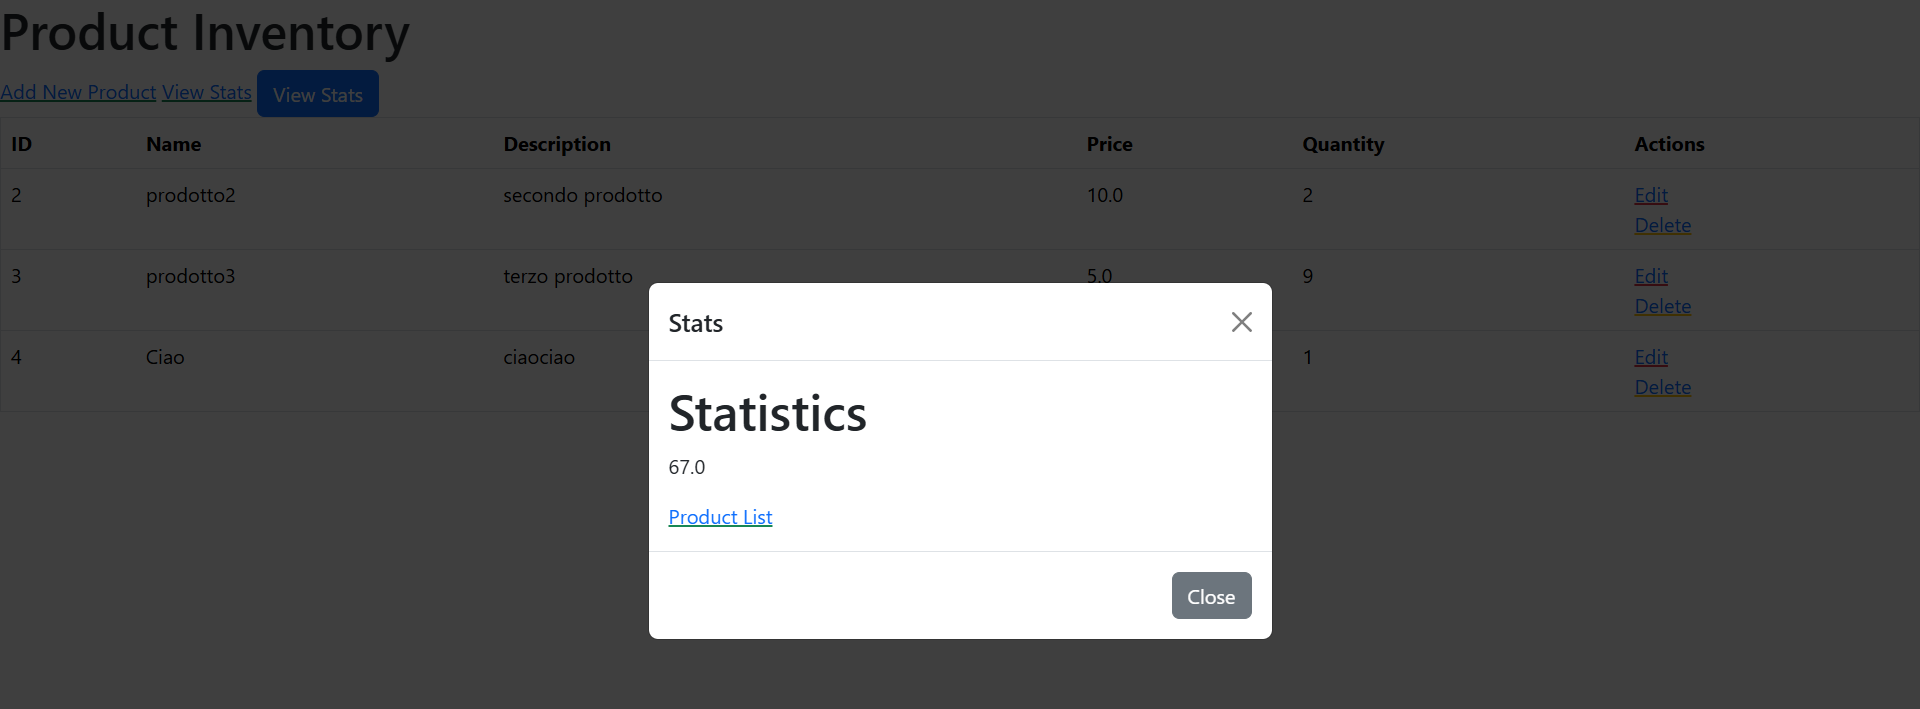 Product Inventory
Add New Product View Stats View Stats
ID Name Description Price Quantity Actions
2 prodotto2 secondo prodotto 10.0 2 Edit
Delete
3 prodotto3 terzo prodotto 5.0 9 Edit
Delete
4 Ciao ciaociao 1 Edit
Delete
Stats
Statistics
67.0
Product List
Close